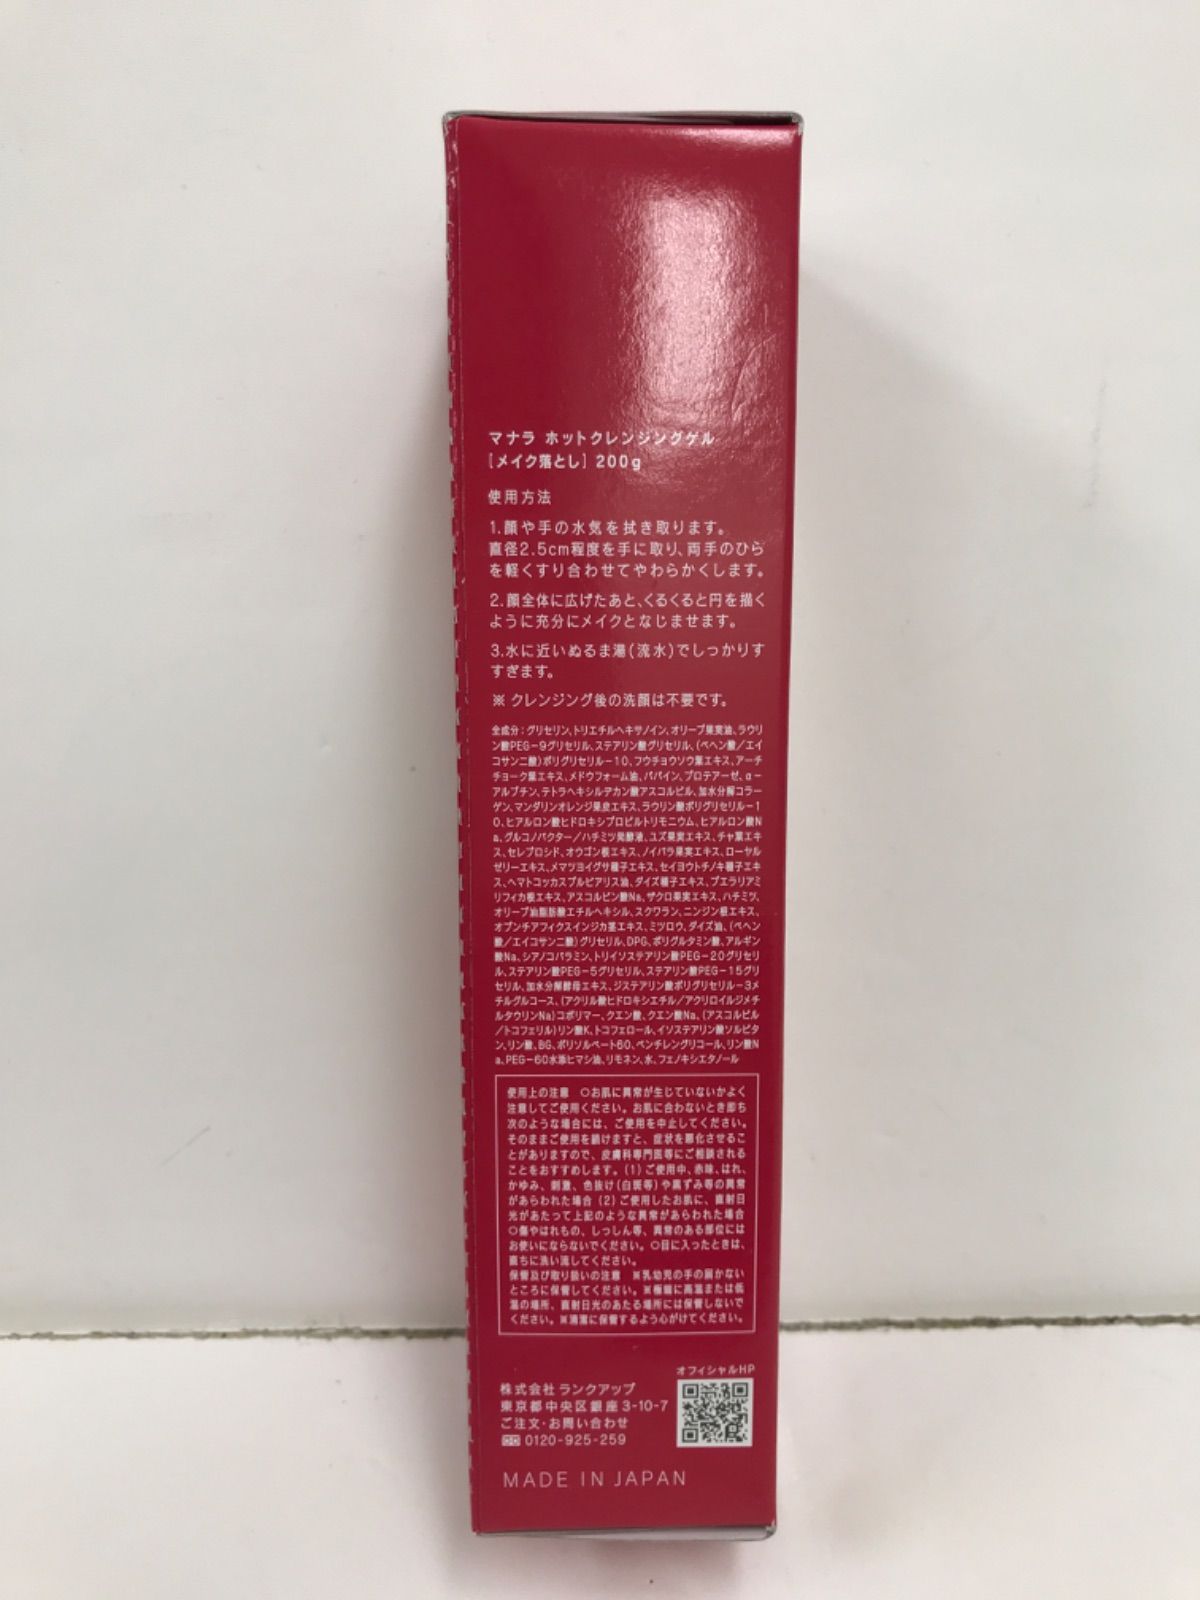 マナラ ホットクレンジングゲル
[メイク落とし] 200g
使用方法
1.顔や手の水気を拭き取ります。
直径2.5cm程度を手に取り、両手のひら
を軽くすり合わせてやわらかくします。
2.顔全体に広げたあと、くるくると円を描く
ように充分にメイクとなじませます。
3.水に近いぬるま湯(流水)でしっかりす
すぎます。
※ クレンジング後の洗顔は不要です。
全成分：グリセリン、トリエチルヘキサノイン、オリーブ果実油、ラウリ
ン酸PEG-9グリセリル、ステアリン酸グリセリル、(ベヘン酸/エイ
コサン二酸)ポリグリセリル-10、フウチョウソウ葉エキス、アーチ
チョーク葉エキス、メドウフォーム油、パパイン、プロテアーゼ、α-
アルブチン、テトラヘキシルデカン酸アスコルビル、加水分解コラー
ゲン、マンダリンオレンジ果皮エキス、ラウリン酸ポリグリセリル-1
0、ヒアルロン酸ヒドロキシプロピルトリモニウム、ヒアルロン酸N
a、グルコノバクター/ハチミツ発酵液、ユズ果実エキス、チャ葉エキ
ス、セレブロシド、オウゴン根エキス、ノイバラ果実エキス、ローヤル
ゼリーエキス、メマツヨイグサ種子エキス、セイヨウトチノキ種子エキ
ス、ヘマトコッカスプルビアリス油、ダイズ種子エキス、プエラリアミ
リフィカ根エキス、アスコルビン酸Na、ザクロ果実エキス、ハチミツ、
オリーブ油脂肪酸エチルヘキシル、スクワラン、ニンジン根エキス、
オプンチアフィクスインジカ茎エキス、ミツロウ、ダイズ油、(ベヘン
酸/エイコサン二酸)グリセリル、DPG、ポリグルタミン酸、アルギン
酸Na、シアノコバラミン、トリイソステアリン酸PEG-20グリセリ
ル、ステアリン酸PEG-5グリセリル、ステアリン酸PEG-15グリ
セリル、加水分解酵母エキス、ジステアリン酸ポリグリセリル-3メ
チルグルコース、(アクリル酸ヒドロキシエチル/アクリロイルジメチ
ルタウリンNa)コポリマー、クエン酸、クエン酸Na、(アスコルビル
/トコフェリル)リン酸K、トコフェロール、イソステアリン酸ソルビタ
ン、リン酸、BG、ポリソルベート60、ペンチレングリコール、リン酸N
a、PEG-60水添ヒマシ油、リモネン、水、フェノキシエタノール
使用上の注意 ○お肌に異常が生じていないかよく
注意してご使用ください。お肌に合わないとき即ち
次のような場合には、ご使用を中止してください。
そのままご使用を続けますと、症状を悪化させるこ
とがありますので、皮膚科専門医等にご相談される
ことをおすすめします。(1)ご使用中、赤味、はれ、
かゆみ、刺激、色抜け(白斑等)や黒ずみ等の異常
があらわれた場合 (2)ご使用したお肌に、直射日
光があたって上記のような異常があらわれた場合
○傷やはれもの、しっしん等、異常のある部位には
お使いにならないでください。○目に入ったときは、
直ちに洗い流してください。
保管及び取り扱いの注意 ※乳幼児の手の届かない
ところに保管してください。※極端に高温または低
温の場所、直射日光のあたる場所には保管しないで
ください。※清潔に保管するよう心がけてください。
オフィシャルHP
株式会社 ランクアップ
東京都中央区銀座3-10-7
ご注文・お問い合わせ
0120-925-259
MADE IN JAPAN